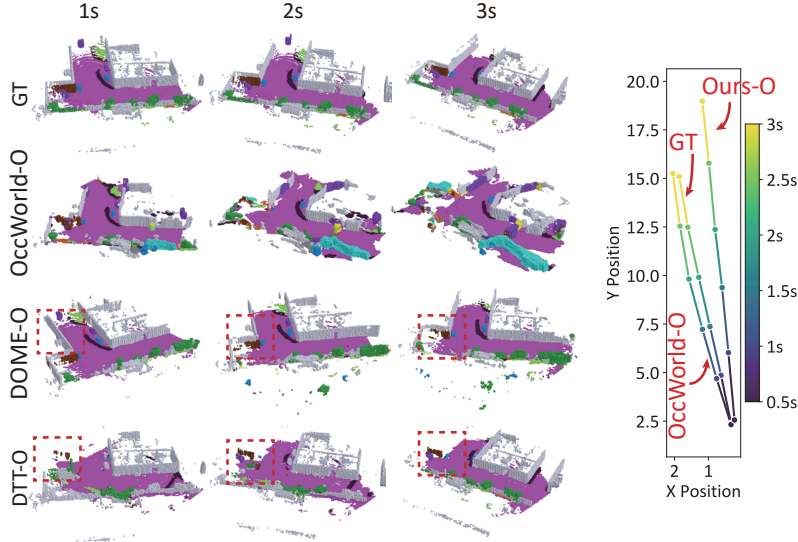 1s 2s 3s
GT
OccWorld-O
DOME-O
DTT-O
20.0
17.5
15.0
12.5
10.0
7.5
5.0
2.5
Y Position
2 1
X Position
Ours-O
GT
OccWorld-O
3s
2.5s
2s
1.5s
1s
0.5s